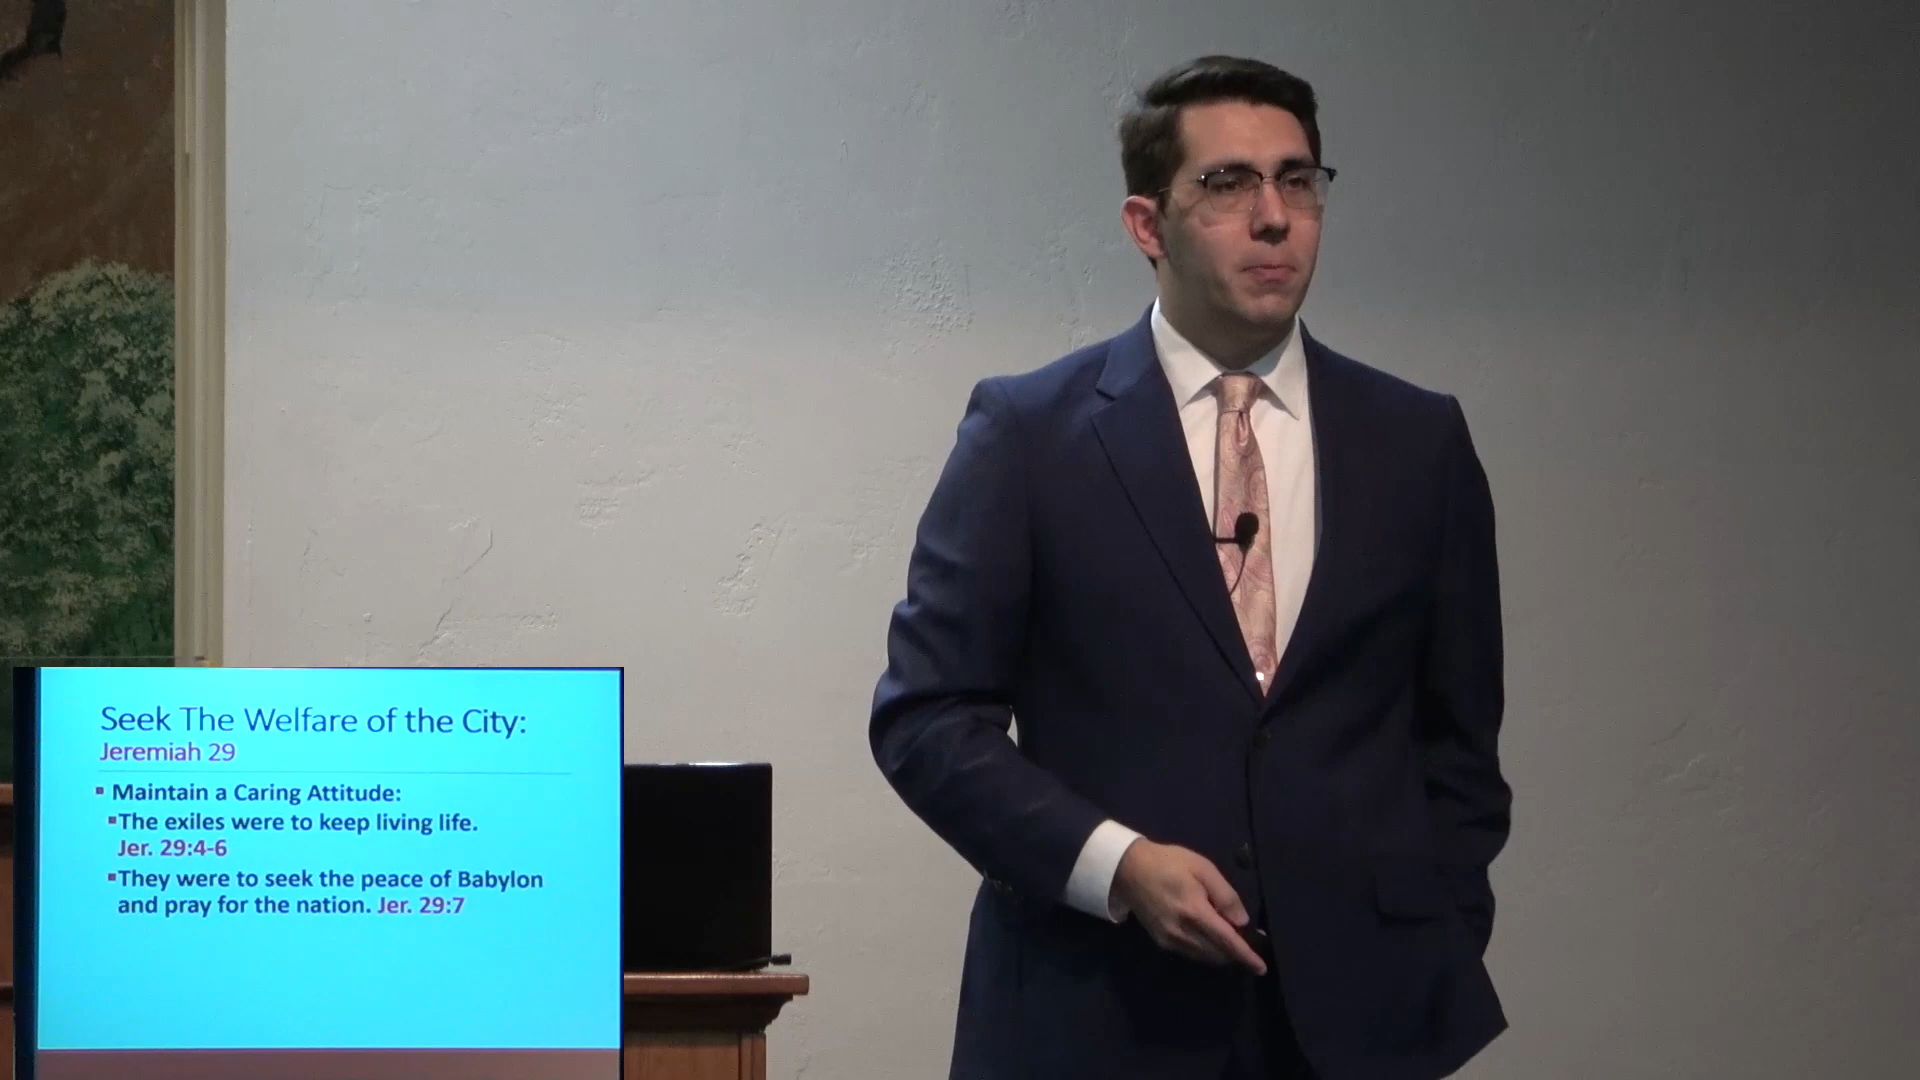 Seek The Welfare of the City:
Jeremiah 29
▪ Maintain a Caring Attitude:
▪The exiles were to keep living life.
Jer. 29:4-6
▪They were to seek the peace of Babylon
and pray for the nation. Jer. 29:7